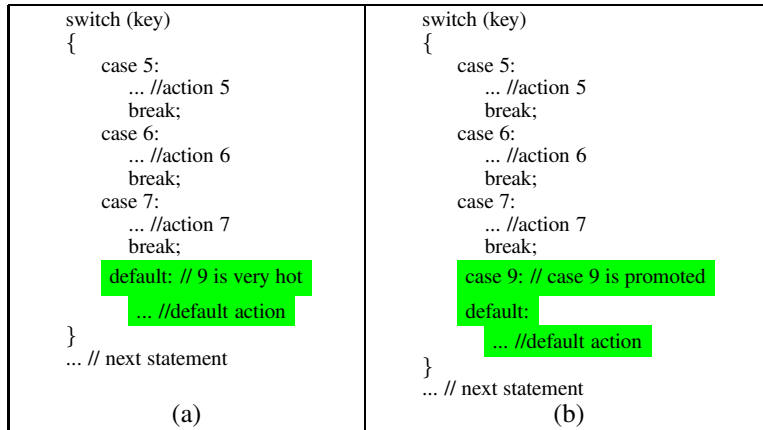 switch (key)
{
case 5:
... //action 5
break;
case 6:
... //action 6
break;
case 7:
... //action 7
break;
default: // 9 is very hot
... //default action
}
... // next statement
(a)
switch (key)
{
case 5:
... //action 5
break;
case 6:
... //action 6
break;
case 7:
... //action 7
break;
case 9: // case 9 is promoted
default:
... //default action
}
... // next statement
(b)